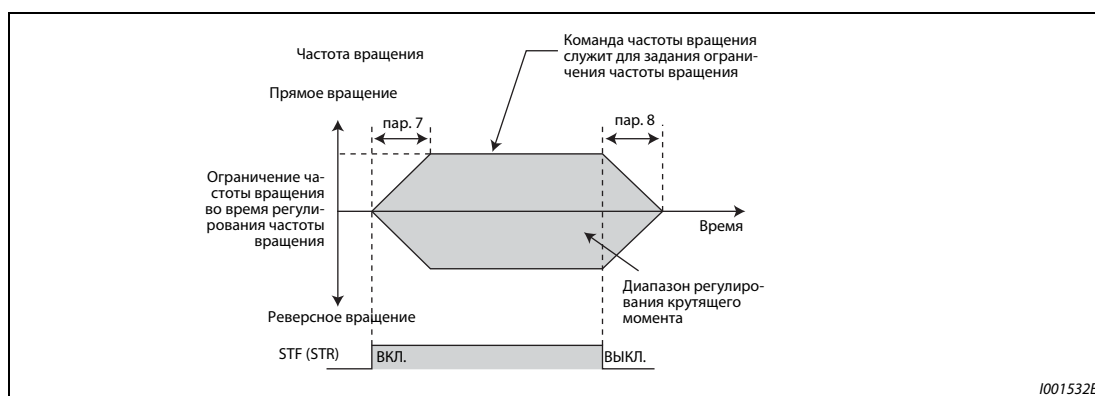 Частота вращения
Команда частоты вращения
служит для задания ограни-
чения частоты вращения
Прямое вращение
пар. 7
пар. 8
Ограничение ча-
стоты вращения
во время регули-
рования частоты
вращения
Время
Диапазон регулиро-
вания крутящего
момента
Реверсное вращение
STF (STR)
ВКЛ.
ВЫКЛ.
I001532E